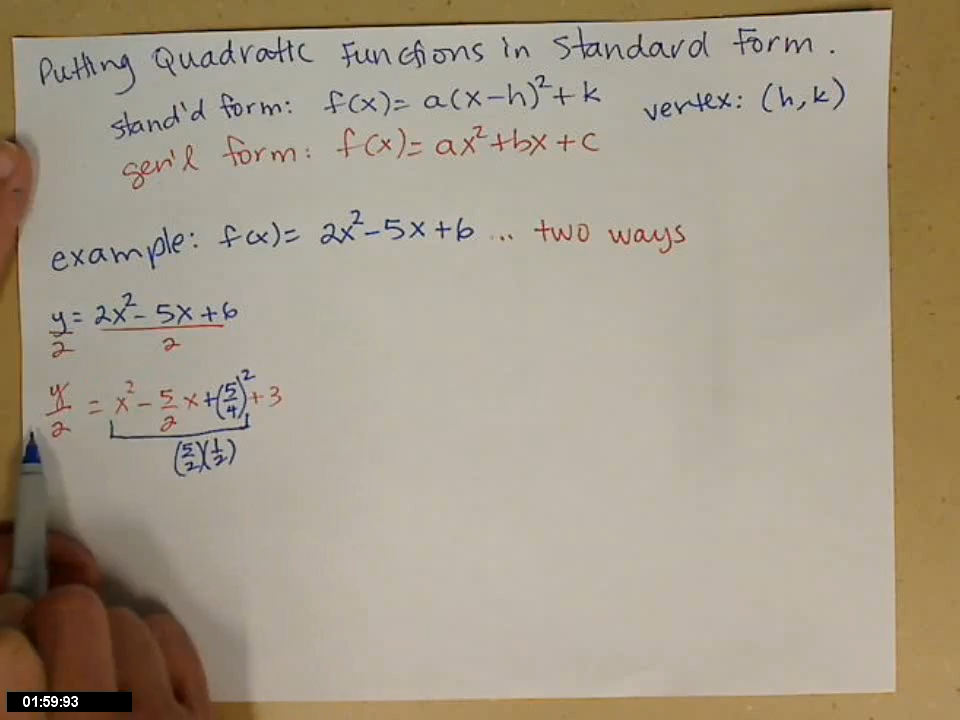 Putting Quadratic Functions in Standard Form.
stand'd form: f(x) = a(x-h)² + k vertex: (h, k)
gen'l form: f(x) = ax² + bx + c
example: f(x) = 2x² - 5x + 6 ... two ways
y/2 = 2x² - 5x + 6/2
y/2 = x² - 5/2 x + (5/4)² + 3
(5/2)(1/2)
01:59:93